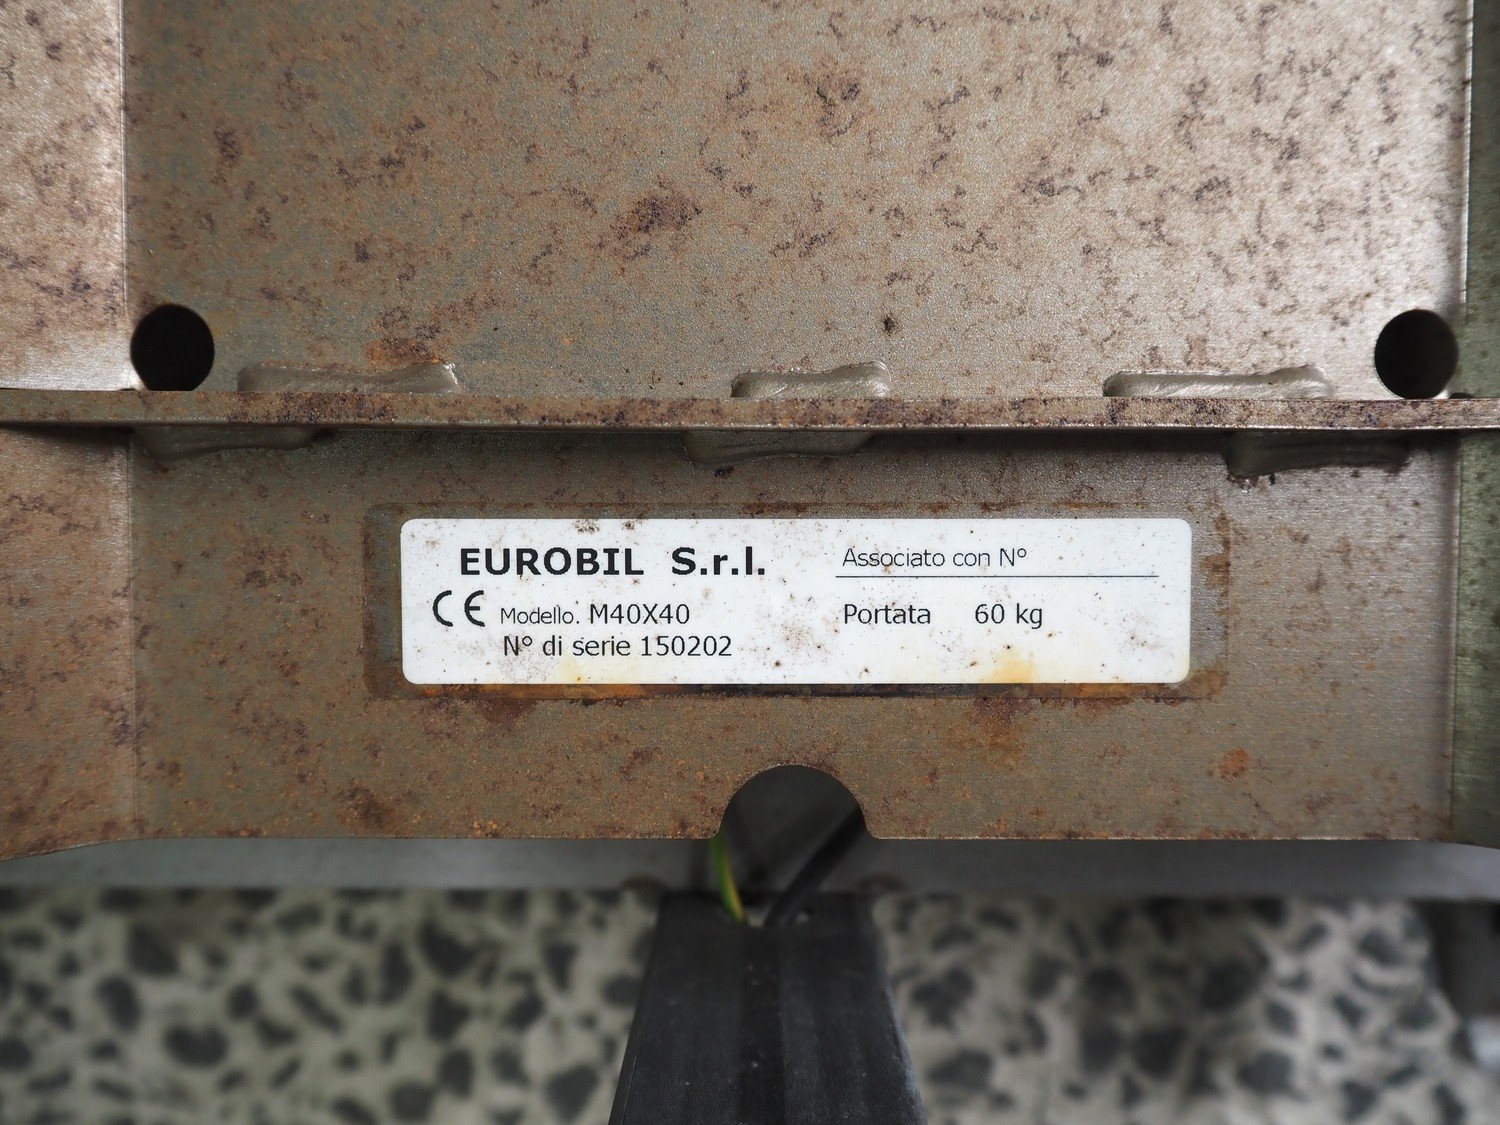 EUROBIL S.r.l.
CE Modello. M40X40
N° di serie 150202
Associato con N°
Portata 60 kg